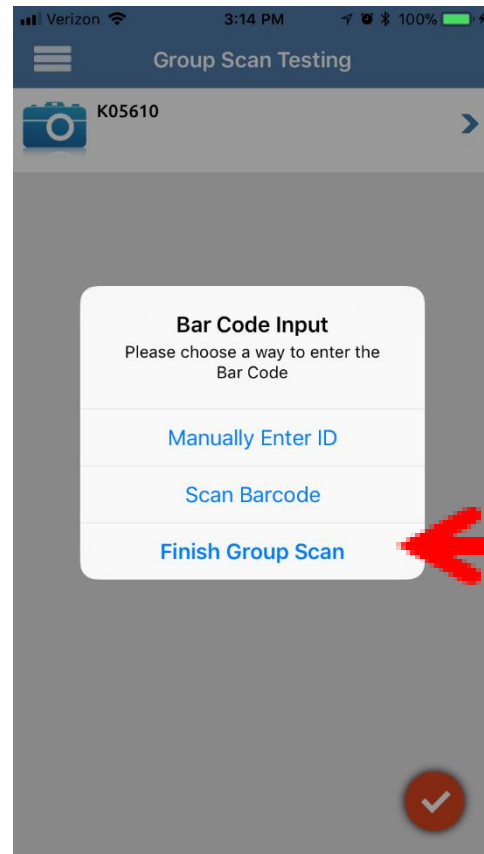 Verizon 3:14 PM 100%
Group Scan Testing
K05610
Bar Code Input
Please choose a way to enter the
Bar Code
Manually Enter ID
Scan Barcode
Finish Group Scan